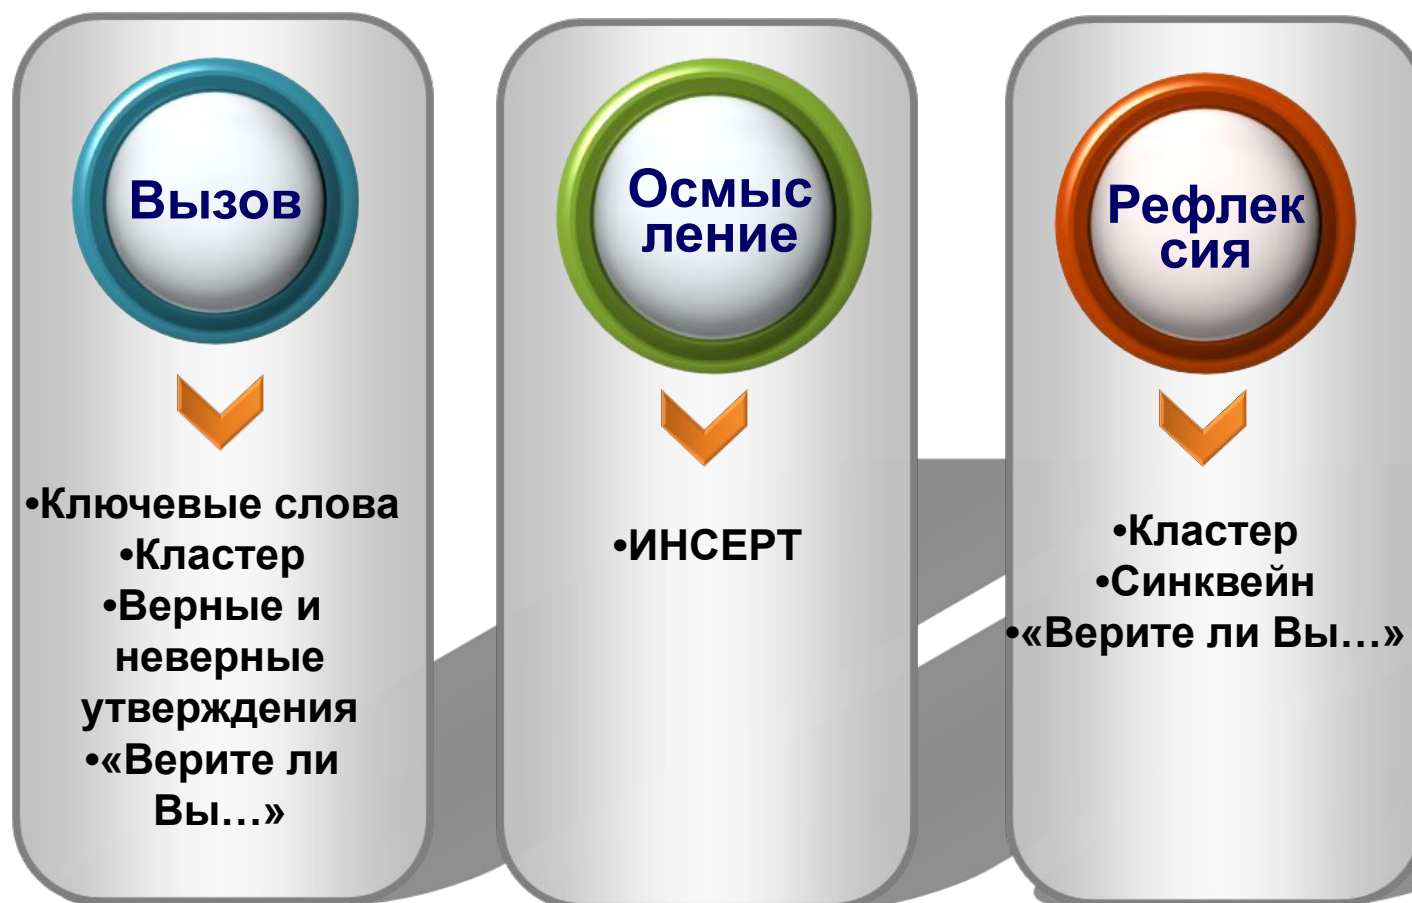 Вызов
•Ключевые слова
•Кластер
•Верные и
неверные
утверждения
•«Верите ли
Вы…»
Осмыс
ление
•ИНСЕРТ
Рефлек
сия
•Кластер
•Синквейн
•«Верите ли Вы…»